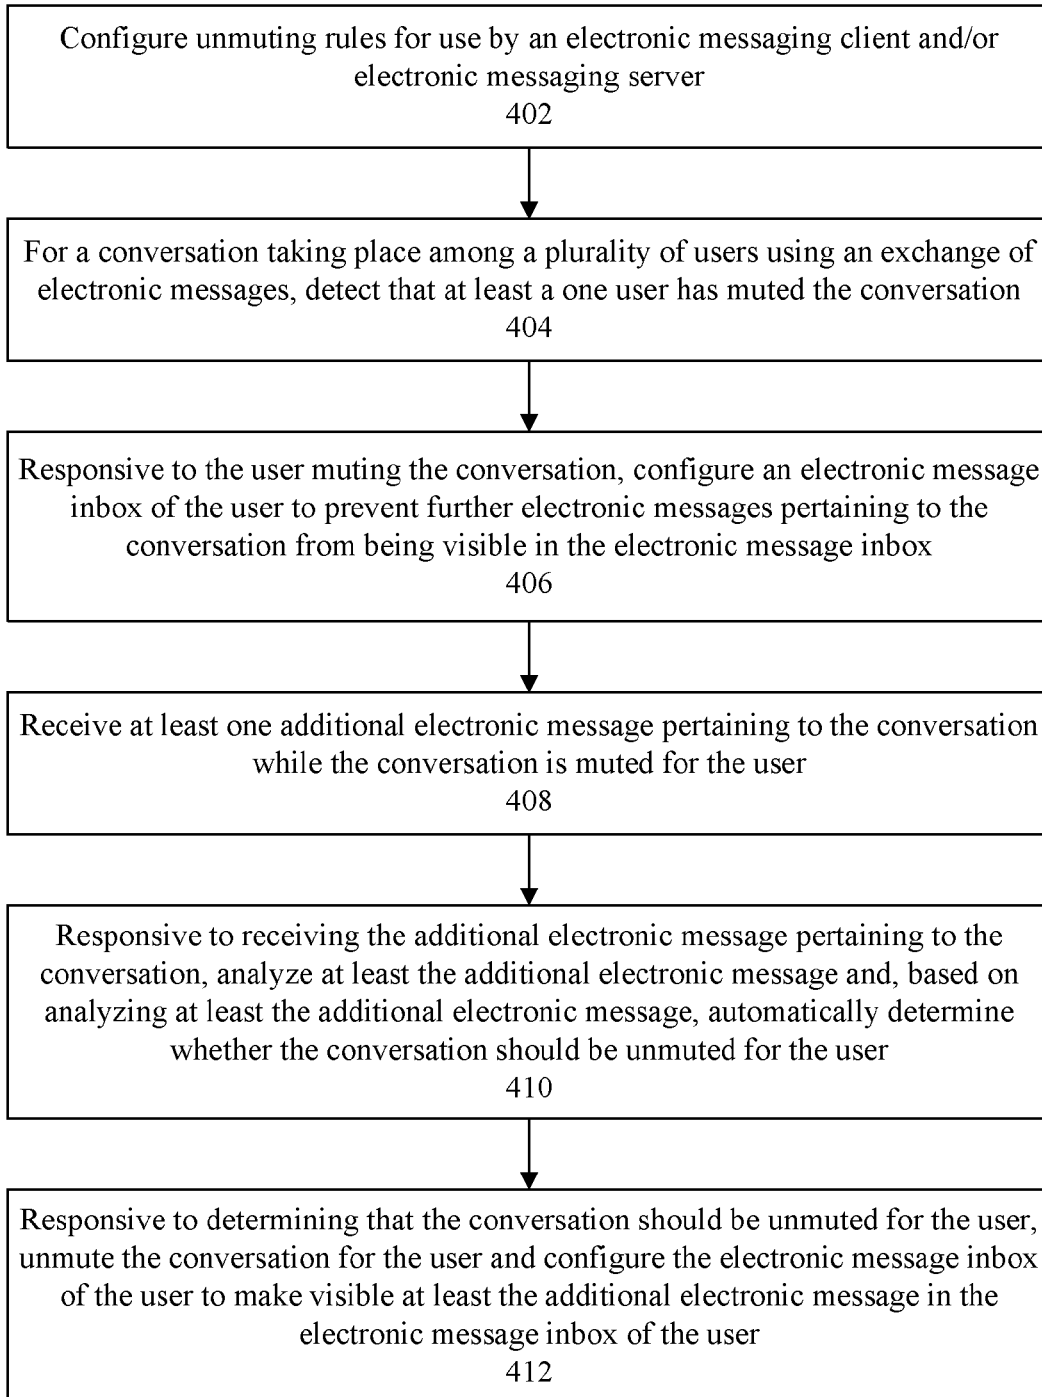 Configure unmuting rules for use by an electronic messaging client and/or
electronic messaging server
402
For a conversation taking place among a plurality of users using an exchange of
electronic messages, detect that at least a one user has muted the conversation
404
Responsive to the user muting the conversation, configure an electronic message
inbox of the user to prevent further electronic messages pertaining to the
conversation from being visible in the electronic message inbox
406
Receive at least one additional electronic message pertaining to the conversation
while the conversation is muted for the user
408
Responsive to receiving the additional electronic message pertaining to the
conversation, analyze at least the additional electronic message and, based on
analyzing at least the additional electronic message, automatically determine
whether the conversation should be unmuted for the user
410
Responsive to determining that the conversation should be unmuted for the user,
unmute the conversation for the user and configure the electronic message inbox
of the user to make visible at least the additional electronic message in the
electronic message inbox of the user
412